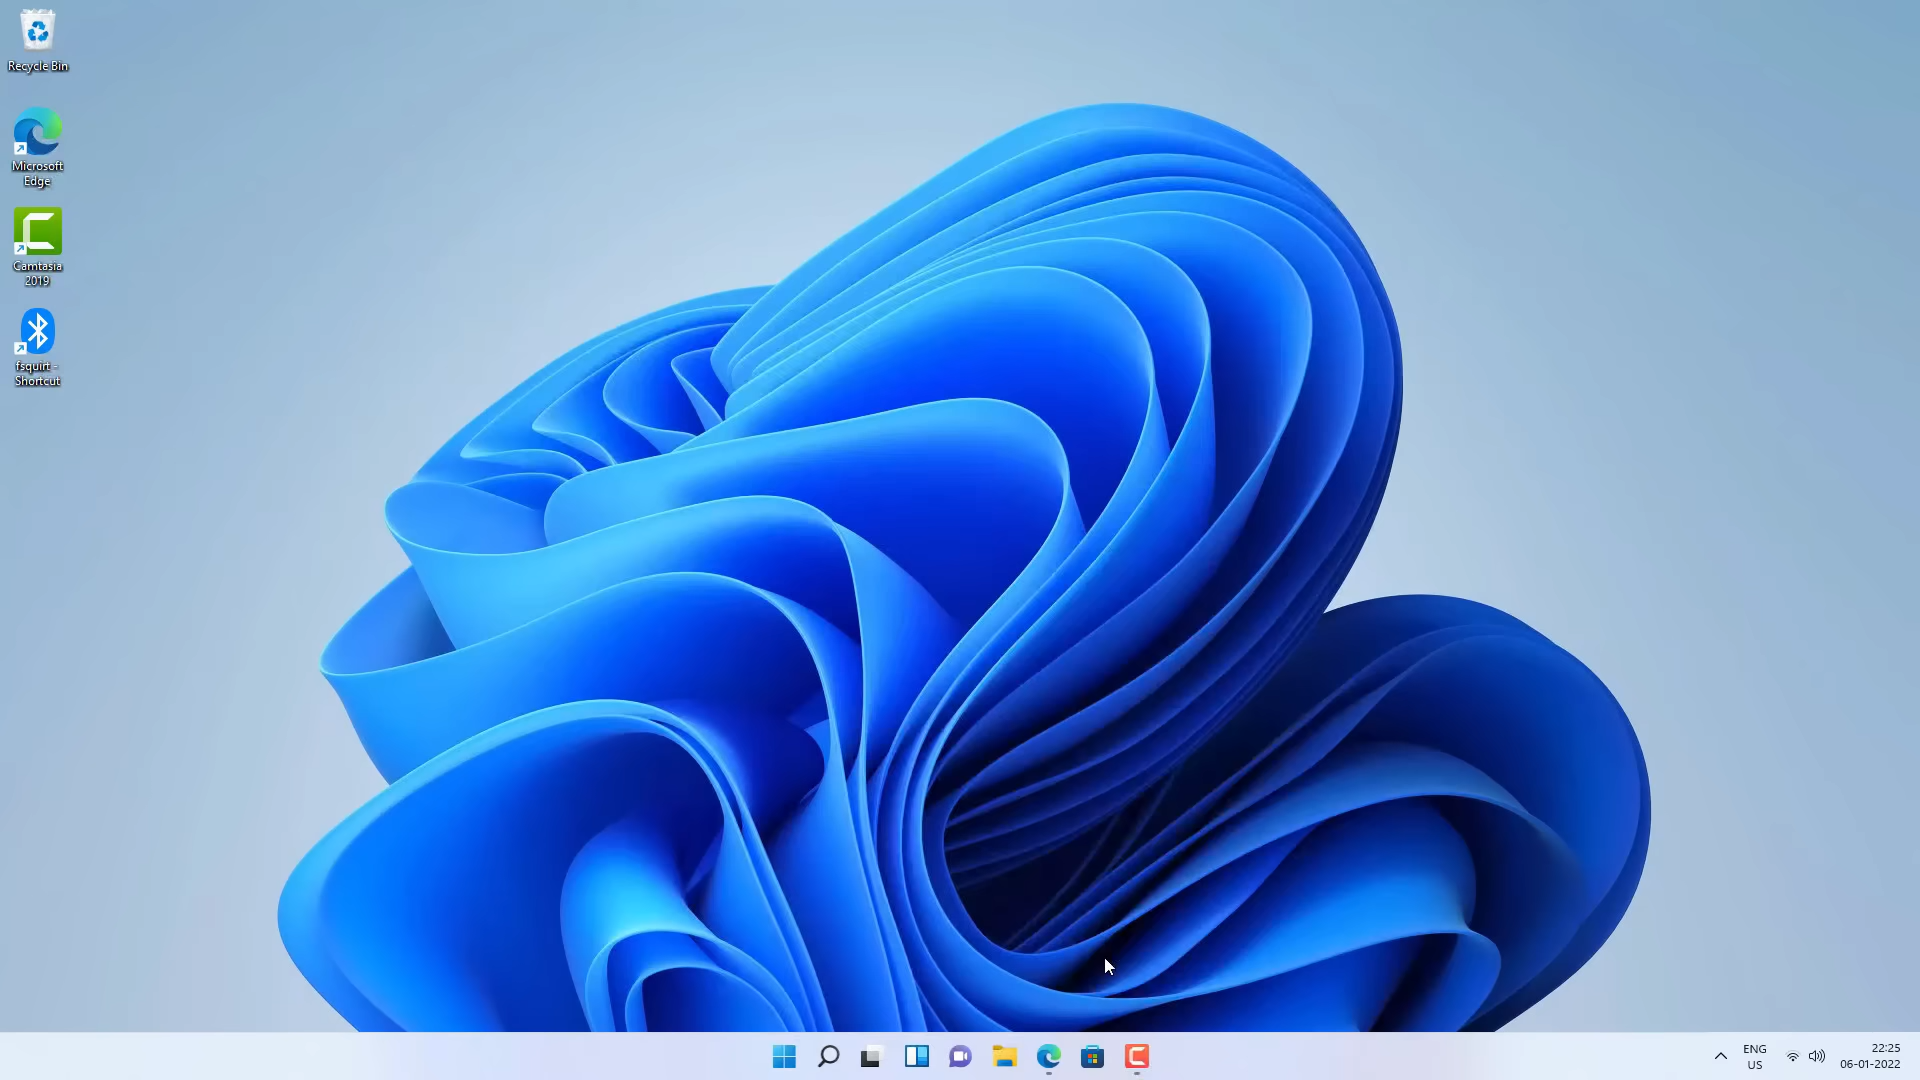 Recycle Bin
Microsoft
Edge
Camtasia
2019
fsquirt -
Shortcut
ENG
US
22:25
06-01-2022